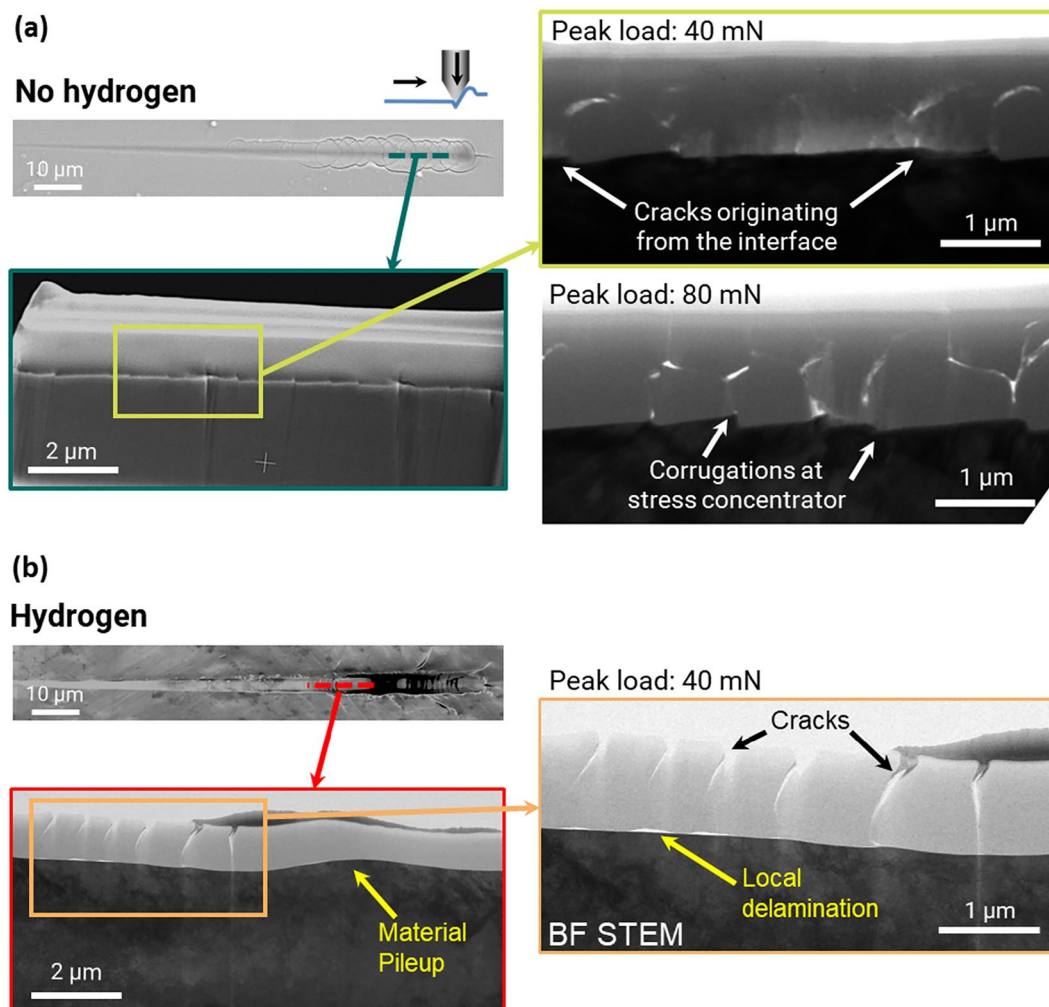 (a)
No hydrogen
10 µm
2 µm
Peak load: 40 mN
Cracks originating
from the interface
1 µm
Peak load: 80 mN
Corrugations at
stress concentrator
1 µm
(b)
Hydrogen
10 µm
Material
Pileup
2 µm
Peak load: 40 mN
Cracks
Local
delamination
BF STEM
1 µm